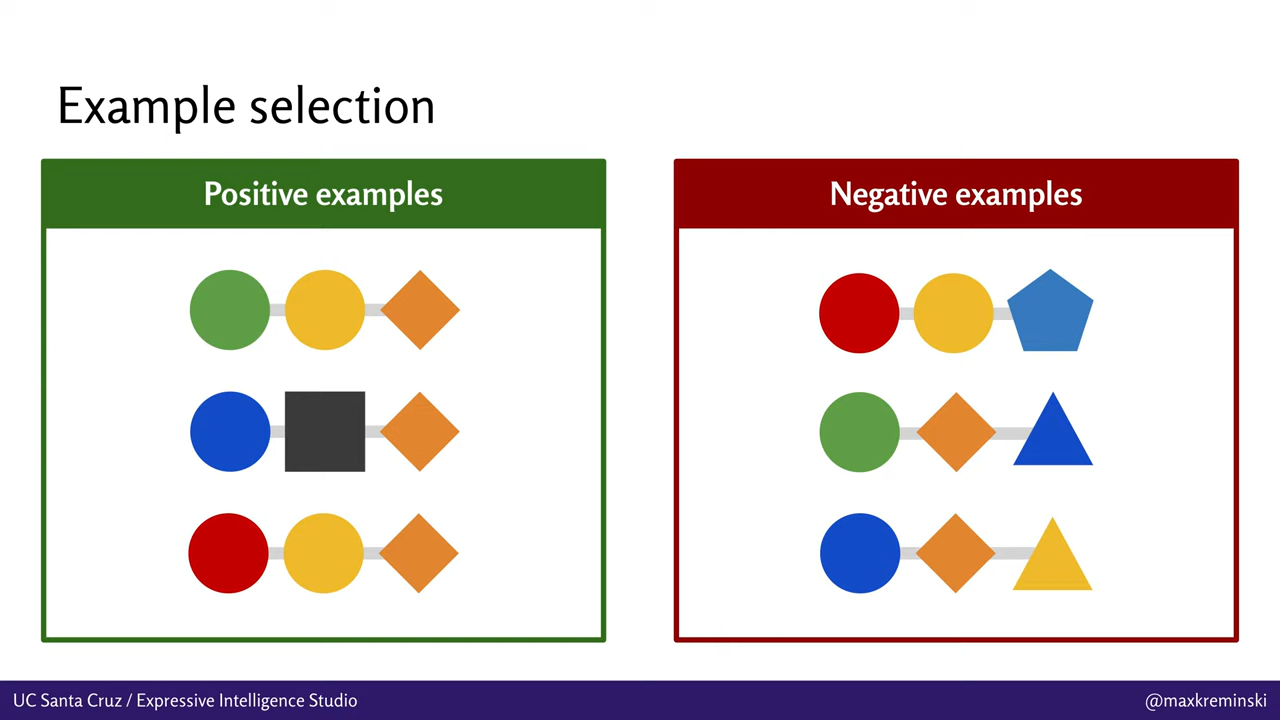 Example selection
Positive examples
Negative examples
UC Santa Cruz / Expressive Intelligence Studio
@maxkreminski